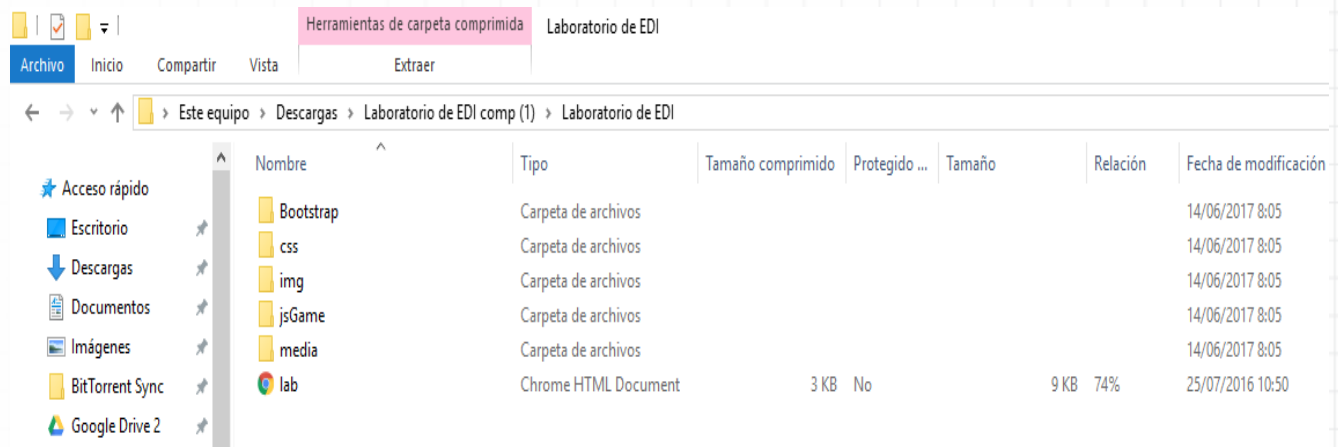 Herramientas de carpeta comprimida Laboratorio de EDI
Archivo Inicio Compartir Vista Extraer
Este equipo > Descargas > Laboratorio de EDI comp (1) > Laboratorio de EDI
Nombre Tipo Tamaño comprimido Protegido ... Tamaño Relación Fecha de modificación
Acceso rápido
Escritorio
Descargas
Documentos
Imágenes
BitTorrent Sync
Google Drive 2
Bootstrap Carpeta de archivos 14/06/2017 8:05
css Carpeta de archivos 14/06/2017 8:05
img Carpeta de archivos 14/06/2017 8:05
jsGame Carpeta de archivos 14/06/2017 8:05
media Carpeta de archivos 14/06/2017 8:05
lab Chrome HTML Document 3 KB No 9 KB 74% 25/07/2016 10:50